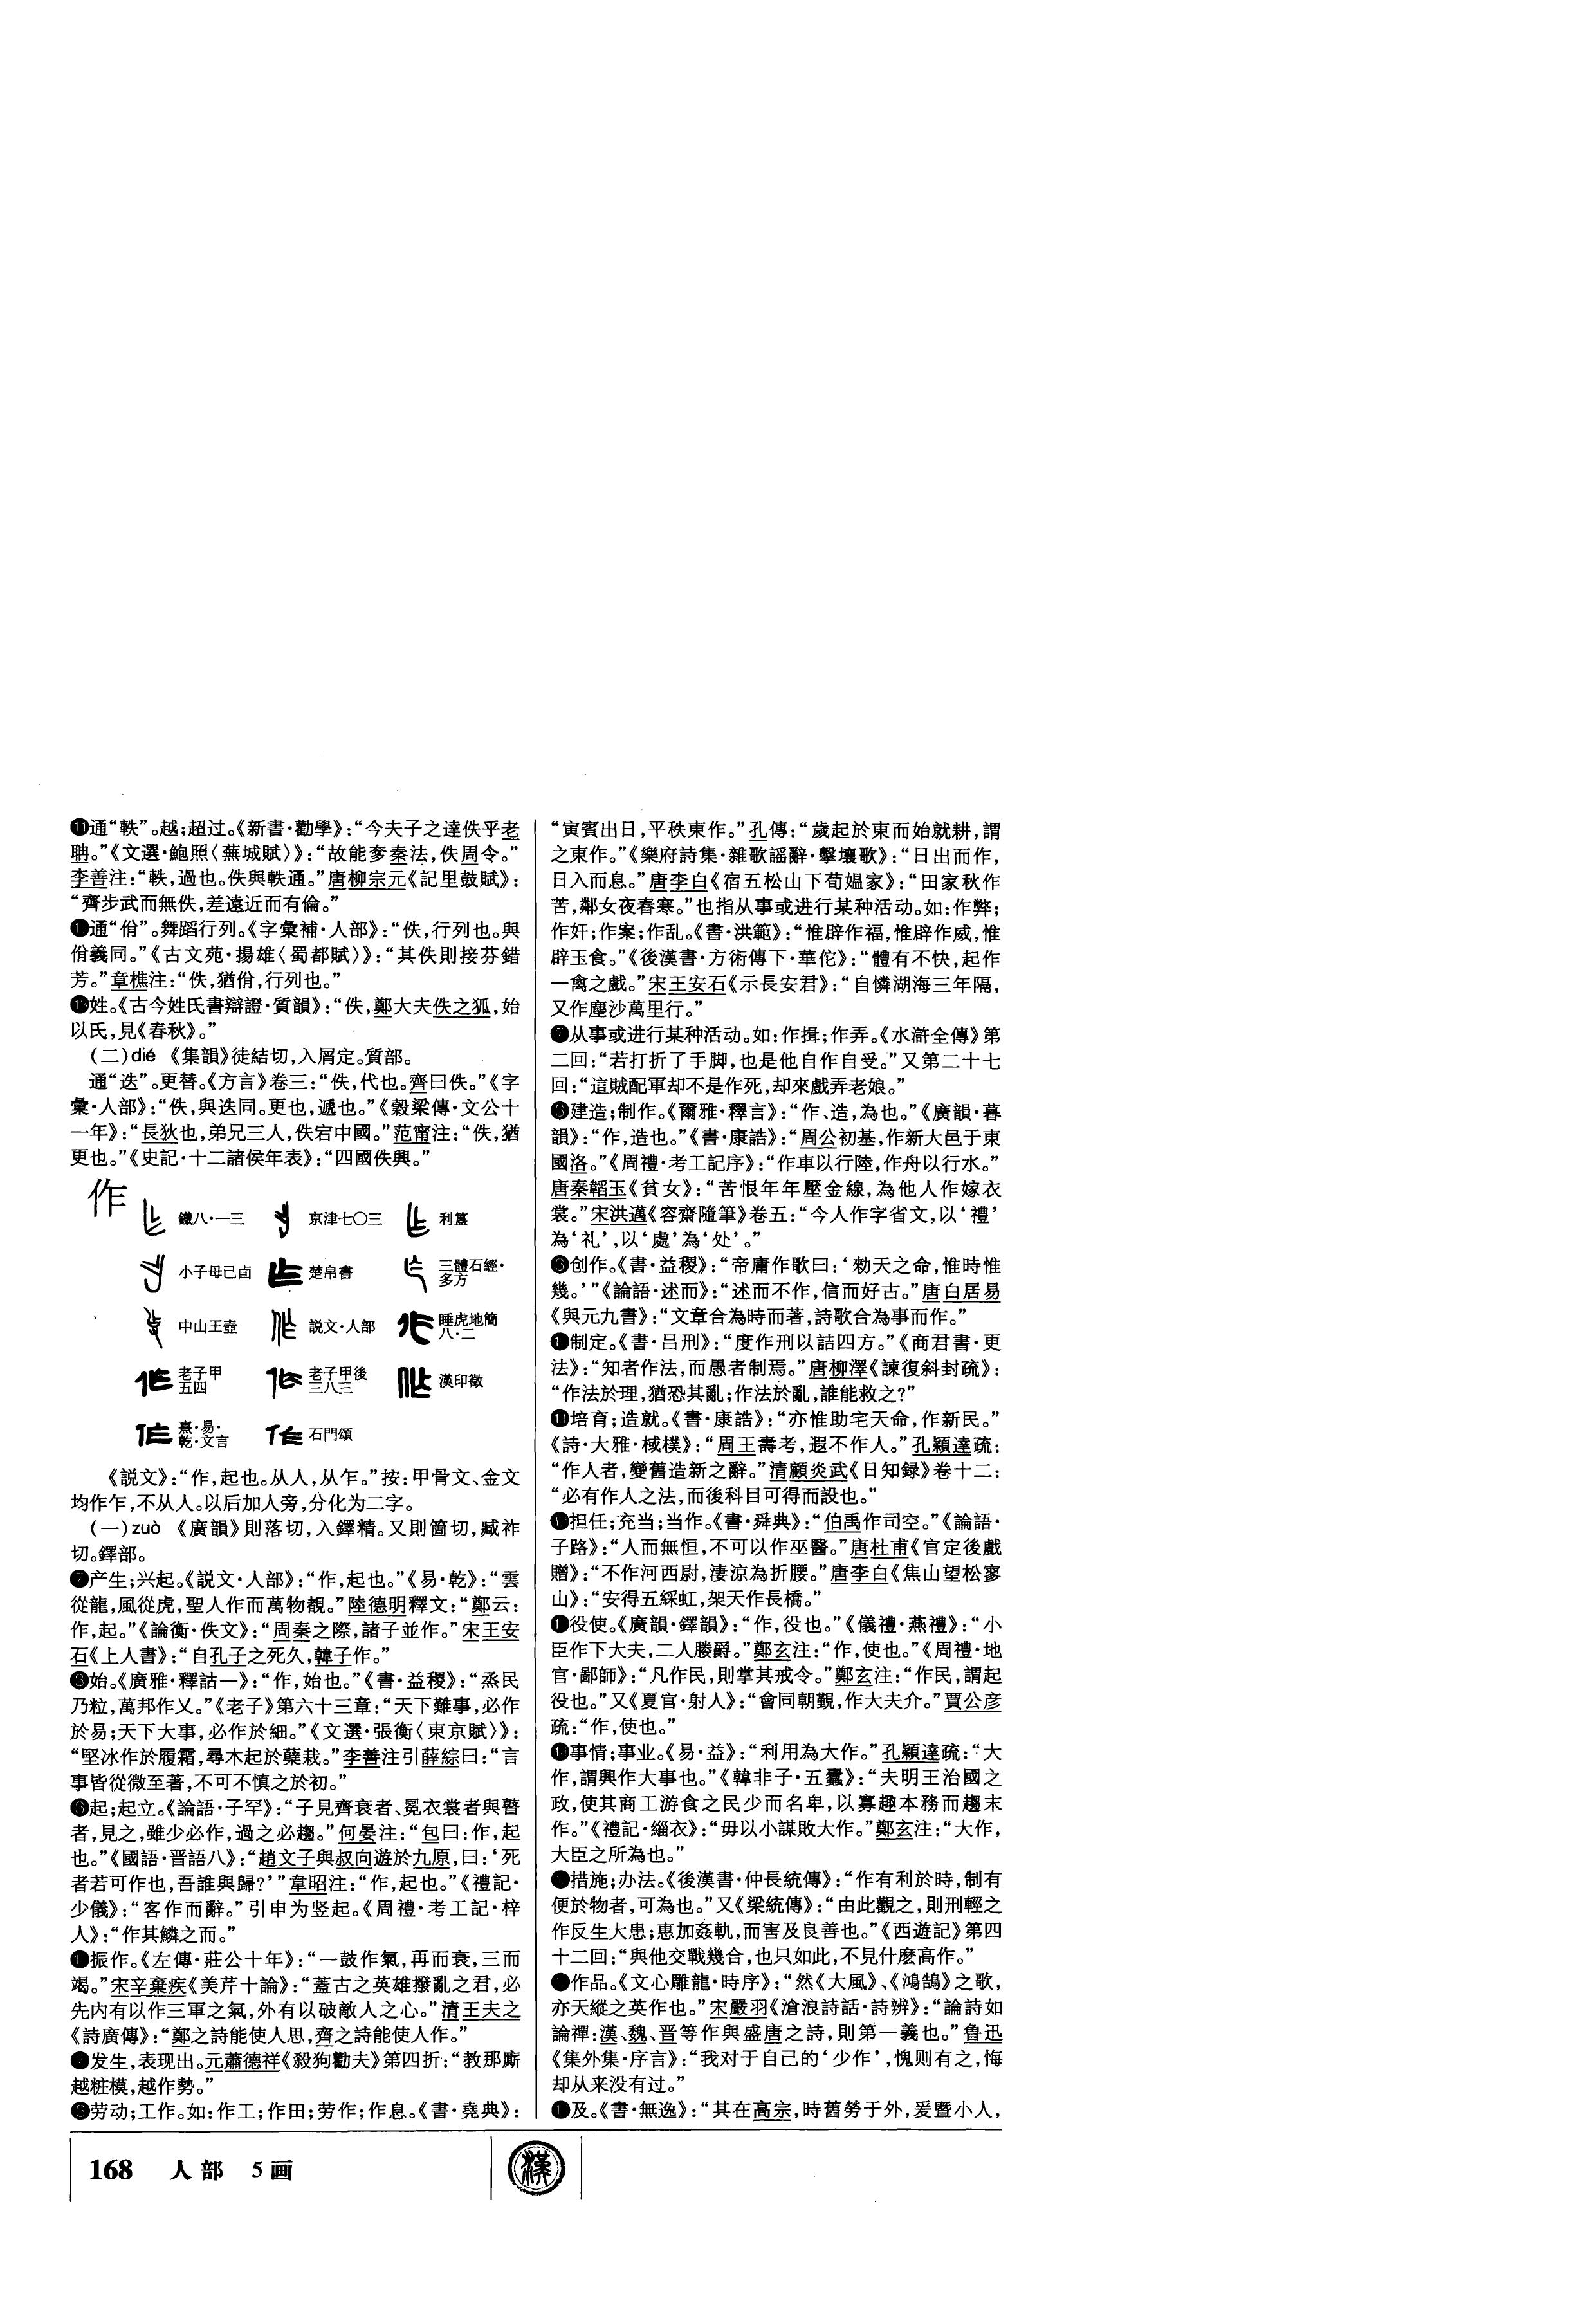 ⓫通“軼”。越;超过。《新書·勸學》:“今夫子之達佚乎老
聃。”《文選·鮑照〈蕪城賦〉》:“故能奓秦法,佚周令。”
李善注:“軼,過也。佚與軼通。”唐柳宗元《記里鼓賦》:
“齊步武而無佚,差遠近而有倫。”
通“佾”。舞蹈行列。《字彙補·人部》:“佚,行列也。與
佾義同。”《古文苑·揚雄〈蜀都賦〉》:“其佚則接芬錯
芳。”章樵注:“佚,猶佾,行列也。”
姓。《古今姓氏書辯證·質韻》:“佚,鄭大夫佚之狐,始
以氏,見《春秋》。”
(二)dié 《集韻》徒結切,入屑定。質部。
通“迭”。更替。《方言》卷三:“佚,代也。齊曰佚。”《字
彙·人部》:“佚,與迭同。更也,遞也。”《穀梁傳·文公十
一年》:“長狄也,弟兄三人,佚宕中國。”范甯注:“佚,猶
更也。”《史記·十二諸侯年表》:“四國佚興。”
作
鐵八·一三 京津七〇三 利簋
小子母己卣 楚帛書 三體石經·多方
中山王壺 説文·人部 睡虎地簡八·二
老子甲五四 老子甲後三八三 漢印徵
熹·易·乾·文言 石門頌
《説文》:“作,起也。从人,从乍。”按:甲骨文、金文
均作乍,不从人。以后加人旁,分化为二字。
(一)zuò 《廣韻》則落切,入鐸精。又則箇切,臧祚
切。鐸部。
产生;兴起。《説文·人部》:“作,起也。”《易·乾》:“雲
從龍,風從虎,聖人作而萬物覩。”陸德明釋文:“鄭云:
作,起。”《論衡·佚文》:“周秦之際,諸子並作。”宋王安
石《上人書》:“自孔子之死久,韓子作。”
始。《廣雅·釋詁一》:“作,始也。”《書·益稷》:“烝民
乃粒,萬邦作乂。”《老子》第六十三章:“天下難事,必作
於易;天下大事,必作於細。”《文選·張衡〈東京賦〉》:
“堅冰作於履霜,尋木起於蘖栽。”李善注引薛綜曰:“言
事皆從微至著,不可不慎之於初。”
起;起立。《論語·子罕》:“子見齊衰者、冕衣裳者與瞽
者,見之,雖少必作,過之必趨。”何晏注:“包曰:作,起
也。”《國語·晋語八》:“趙文子與叔向遊於九原,曰:‘死
者若可作也,吾誰與歸?’”韋昭注:“作,起也。”《禮記·
少儀》:“客作而辭。”引申为竖起。《周禮·考工記·梓
人》:“作其鱗之而。”
振作。《左傳·莊公十年》:“一鼓作氣,再而衰,三而
竭。”宋辛棄疾《美芹十論》:“蓋古之英雄撥亂之君,必
先内有以作三軍之氣,外有以破敵人之心。”清王夫之
《詩廣傳》:“鄭之詩能使人思,齊之詩能使人作。”
发生,表现出。元蕭德祥《殺狗勸夫》第四折:“教那廝
越粧模,越作勢。”
劳动;工作。如:作工;作田;劳作;作息。《書·堯典》:
“寅賓出日,平秩東作。”孔傳:“歲起於東而始就耕,謂
之東作。”《樂府詩集·雜歌謡辭·擊壤歌》:“日出而作,
日入而息。”唐李白《宿五松山下荀媪家》:“田家秋作
苦,鄰女夜舂寒。”也指从事或进行某种活动。如:作弊;
作奸;作案;作乱。《書·洪範》:“惟辟作福,惟辟作威,惟
辟玉食。”《後漢書·方術傳下·華佗》:“體有不快,起作
一禽之戲。”宋王安石《示長安君》:“自憐湖海三年隔,
又作塵沙萬里行。”
从事或进行某种活动。如:作揖;作弄。《水滸全傳》第
二回:“若打折了手脚,也是他自作自受。”又第二十七
回:“這賊配軍却不是作死,却來戲弄老娘。”
建造;制作。《爾雅·釋言》:“作、造,為也。”《廣韻·暮
韻》:“作,造也。”《書·康誥》:“周公初基,作新大邑于東
國洛。”《周禮·考工記序》:“作車以行陸,作舟以行水。”
唐秦韜玉《貧女》:“苦恨年年壓金線,為他人作嫁衣
裳。”宋洪邁《容齋隨筆》卷五:“今人作字省文,以‘禮’
為‘礼’,以‘處’為‘处’。”
创作。《書·益稷》:“帝庸作歌曰:‘勑天之命,惟時惟
幾。’”《論語·述而》:“述而不作,信而好古。”唐白居易
《與元九書》:“文章合為時而著,詩歌合為事而作。”
制定。《書·吕刑》:“度作刑以詰四方。”《商君書·更
法》:“知者作法,而愚者制焉。”唐柳澤《諫復斜封疏》:
“作法於理,猶恐其亂;作法於亂,誰能救之?”
⓫培育;造就。《書·康誥》:“亦惟助宅天命,作新民。”
《詩·大雅·棫樸》:“周王壽考,遐不作人。”孔穎達疏:
“作人者,變舊造新之辭。”清顧炎武《日知録》卷十二:
“必有作人之法,而後科目可得而設也。”
担任;充当;当作。《書·舜典》:“伯禹作司空。”《論語·
子路》:“人而無恒,不可以作巫醫。”唐杜甫《官定後戲
贈》:“不作河西尉,淒涼為折腰。”唐李白《焦山望松寥
山》:“安得五綵虹,架天作長橋。”
役使。《廣韻·鐸韻》:“作,役也。”《儀禮·燕禮》:“小
臣作下大夫,二人媵爵。”鄭玄注:“作,使也。”《周禮·地
官·鄙師》:“凡作民,則掌其戒令。”鄭玄注:“作民,謂起
役也。”又《夏官·射人》:“會同朝覲,作大夫介。”賈公彦
疏:“作,使也。”
事情;事业。《易·益》:“利用為大作。”孔穎達疏:“大
作,謂興作大事也。”《韓非子·五蠹》:“夫明王治國之
政,使其商工游食之民少而名卑,以寡趣本務而趨末
作。”《禮記·緇衣》:“毋以小謀敗大作。”鄭玄注:“大作,
大臣之所為也。”
措施;办法。《後漢書·仲長統傳》:“作有利於時,制有
便於物者,可為也。”又《梁統傳》:“由此觀之,則刑輕之
作反生大患;惠加姦軌,而害及良善也。”《西遊記》第四
十二回:“與他交戰幾合,也只如此,不見什麽高作。”
作品。《文心雕龍·時序》:“然《大風》、《鴻鵠》之歌,
亦天縱之英作也。”宋嚴羽《滄浪詩話·詩辨》:“論詩如
論禪:漢、魏、晋等作與盛唐之詩,則第一義也。”鲁迅
《集外集·序言》:“我对于自己的‘少作’,愧则有之,悔
却从来没有过。”
及。《書·無逸》:“其在高宗,時舊勞于外,爰暨小人,
168 人部 5画
漢